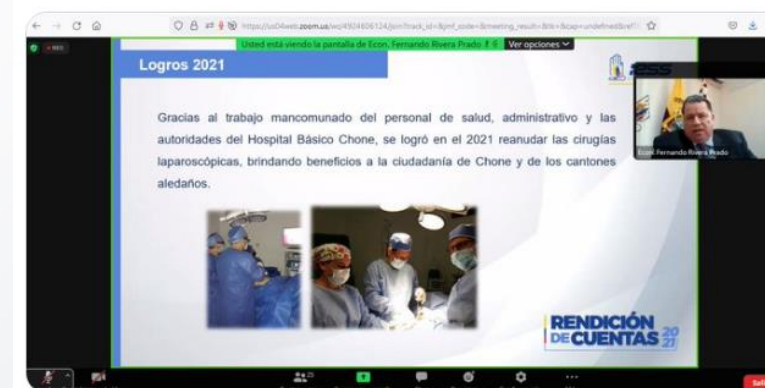 Usted está viendo la pantalla de Econ. Fernando Rivera Prado
Ver opciones
Logros 2021
Gracias al trabajo mancomunado del personal de salud, administrativo y las
autoridades del Hospital Básico Chone, se logró en el 2021 reanudar las cirugías
laparoscópicas, brindando beneficios a la ciudadanía de Chone y de los cantones
aledaños.
Econ. Fernando Rivera Prado
RENDICIÓN
DE CUENTAS 2021